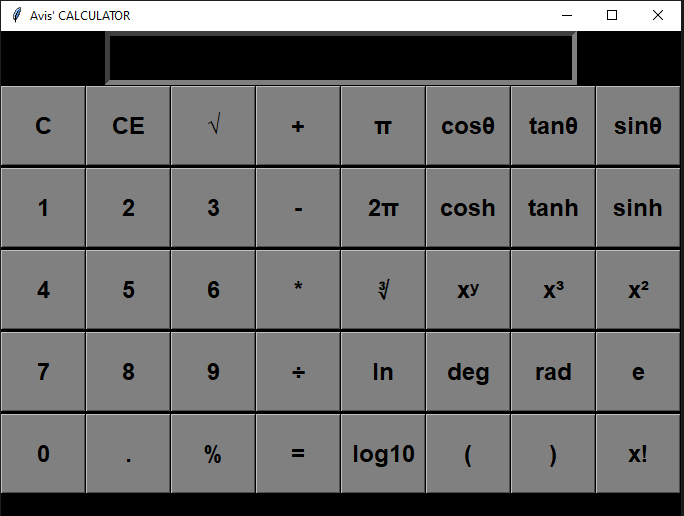 Avis' CALCULATOR
C CE √ + π cosθ tanθ sinθ
1 2 3 - 2π cosh tanh sinh
4 5 6 * ∛ xʸ x³ x²
7 8 9 ÷ ln deg rad e
0 . % = log10 ( ) x!